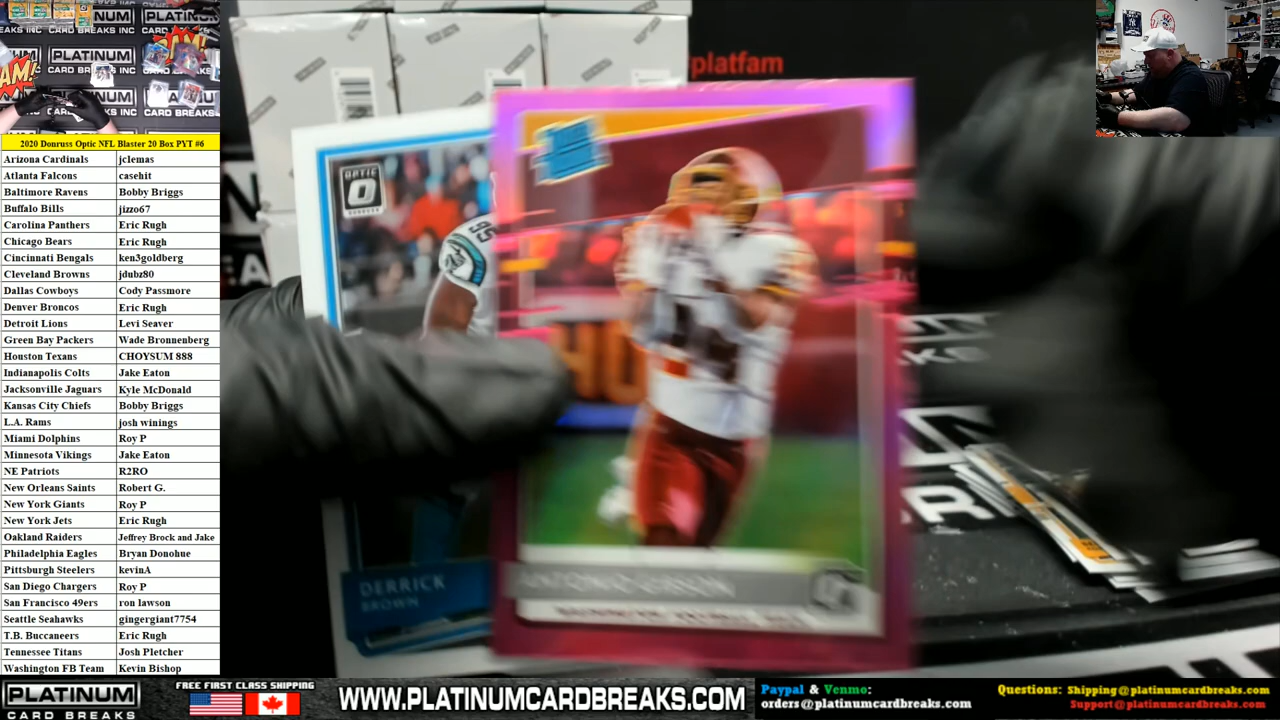 PLATINUM
CARD BREAKS INC
rplatfam
2020 Donruss Optic NFL Blaster 20 Box PYT #6
Arizona Cardinals jclemas
Atlanta Falcons casehit
Baltimore Ravens Bobby Briggs
Buffalo Bills jizzo67
Carolina Panthers Eric Rugh
Chicago Bears Eric Rugh
Cincinnati Bengals ken3goldberg
Cleveland Browns jdubz80
Dallas Cowboys Cody Passmore
Denver Broncos Eric Rugh
Detroit Lions Levi Seaver
Green Bay Packers Wade Bronnenberg
Houston Texans CHOYSUM 888
Indianapolis Colts Jake Eaton
Jacksonville Jaguars Kyle McDonald
Kansas City Chiefs Bobby Briggs
L.A. Rams josh winings
Miami Dolphins Roy P
Minnesota Vikings Jake Eaton
NE Patriots R2RO
New Orleans Saints Robert G.
New York Giants Roy P
New York Jets Eric Rugh
Oakland Raiders Jeffrey Brock and Jake
Philadelphia Eagles Bryan Donohue
Pittsburgh Steelers kevinA
San Diego Chargers Roy P
San Francisco 49ers ron lawson
Seattle Seahawks gingergiant7754
T.B. Buccaneers Eric Rugh
Tennessee Titans Josh Pletcher
Washington FB Team Kevin Bishop
OPTIC
95
DERRICK
BROWN
PLATINUM
CARD BREAKS
FREE FIRST CLASS SHIPPING
WWW.PLATINUMCARDBREAKS.COM
Paypal & Venmo:
orders@platinumcardbreaks.com
Questions: Shipping@platinumcardbreaks.com
Support@platinumcardbreaks.com